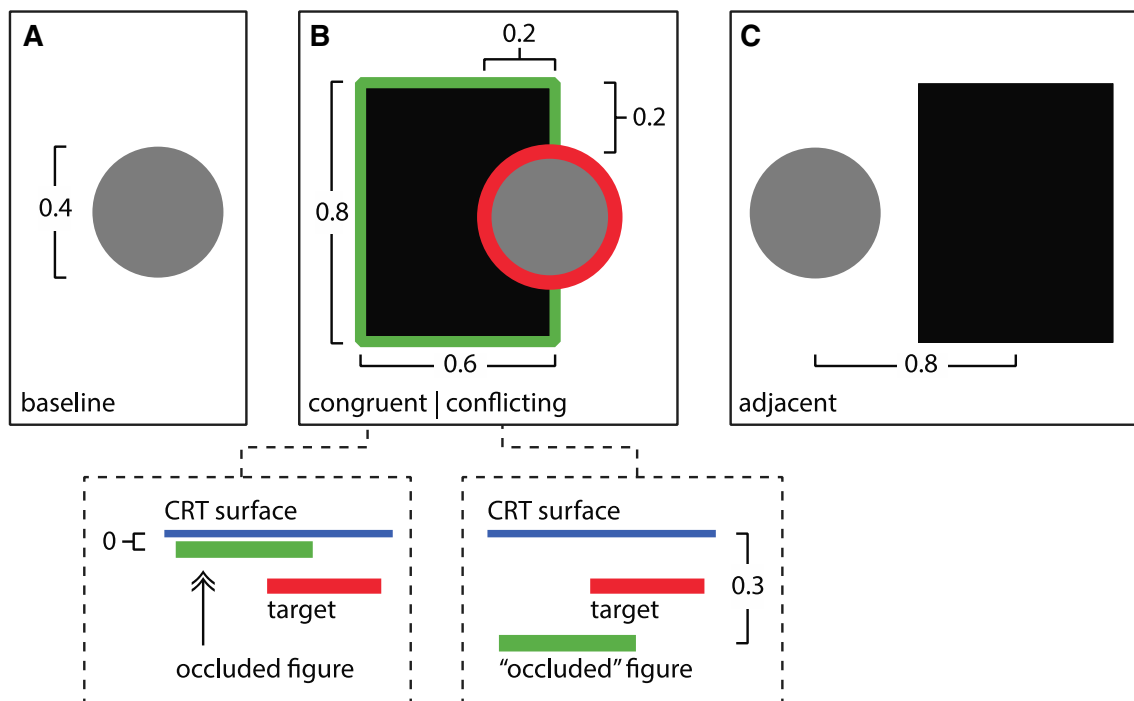 A
0.4
baseline
B
0.2
0.2
0.8
0.6
congruent | conflicting
C
0.8
adjacent
CRT surface
0
target
occluded figure
CRT surface
0.3
target
“occluded” figure